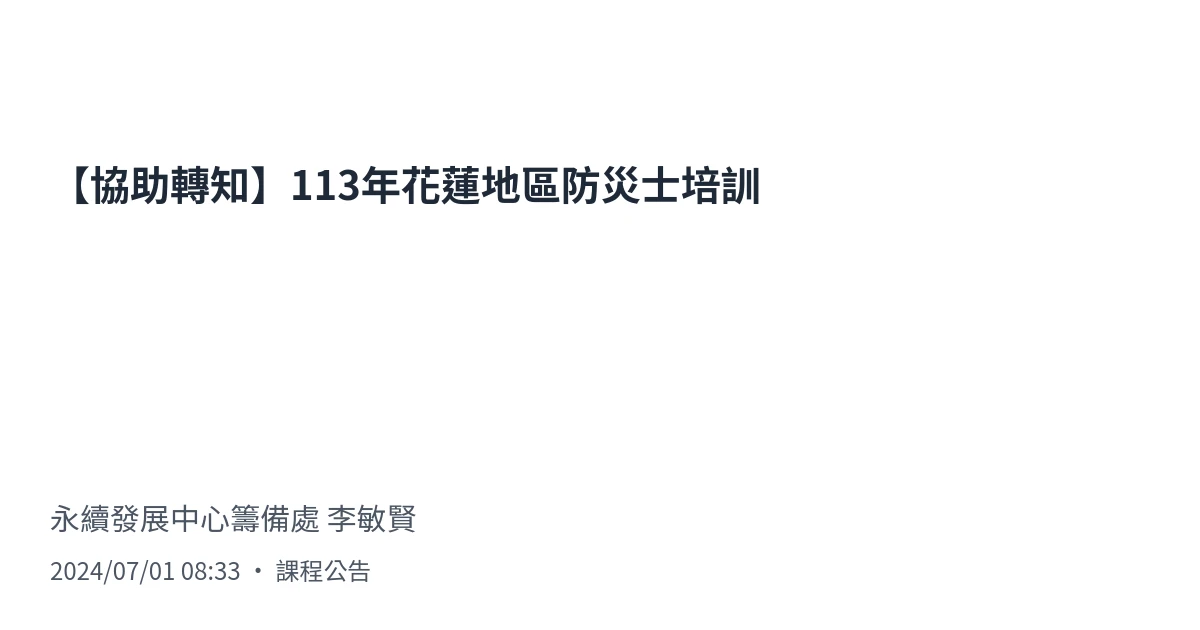 【協助轉知】113年花蓮地區防災士培訓
永續發展中心籌備處 李敏賢
2024/07/01 08:33 • 課程公告